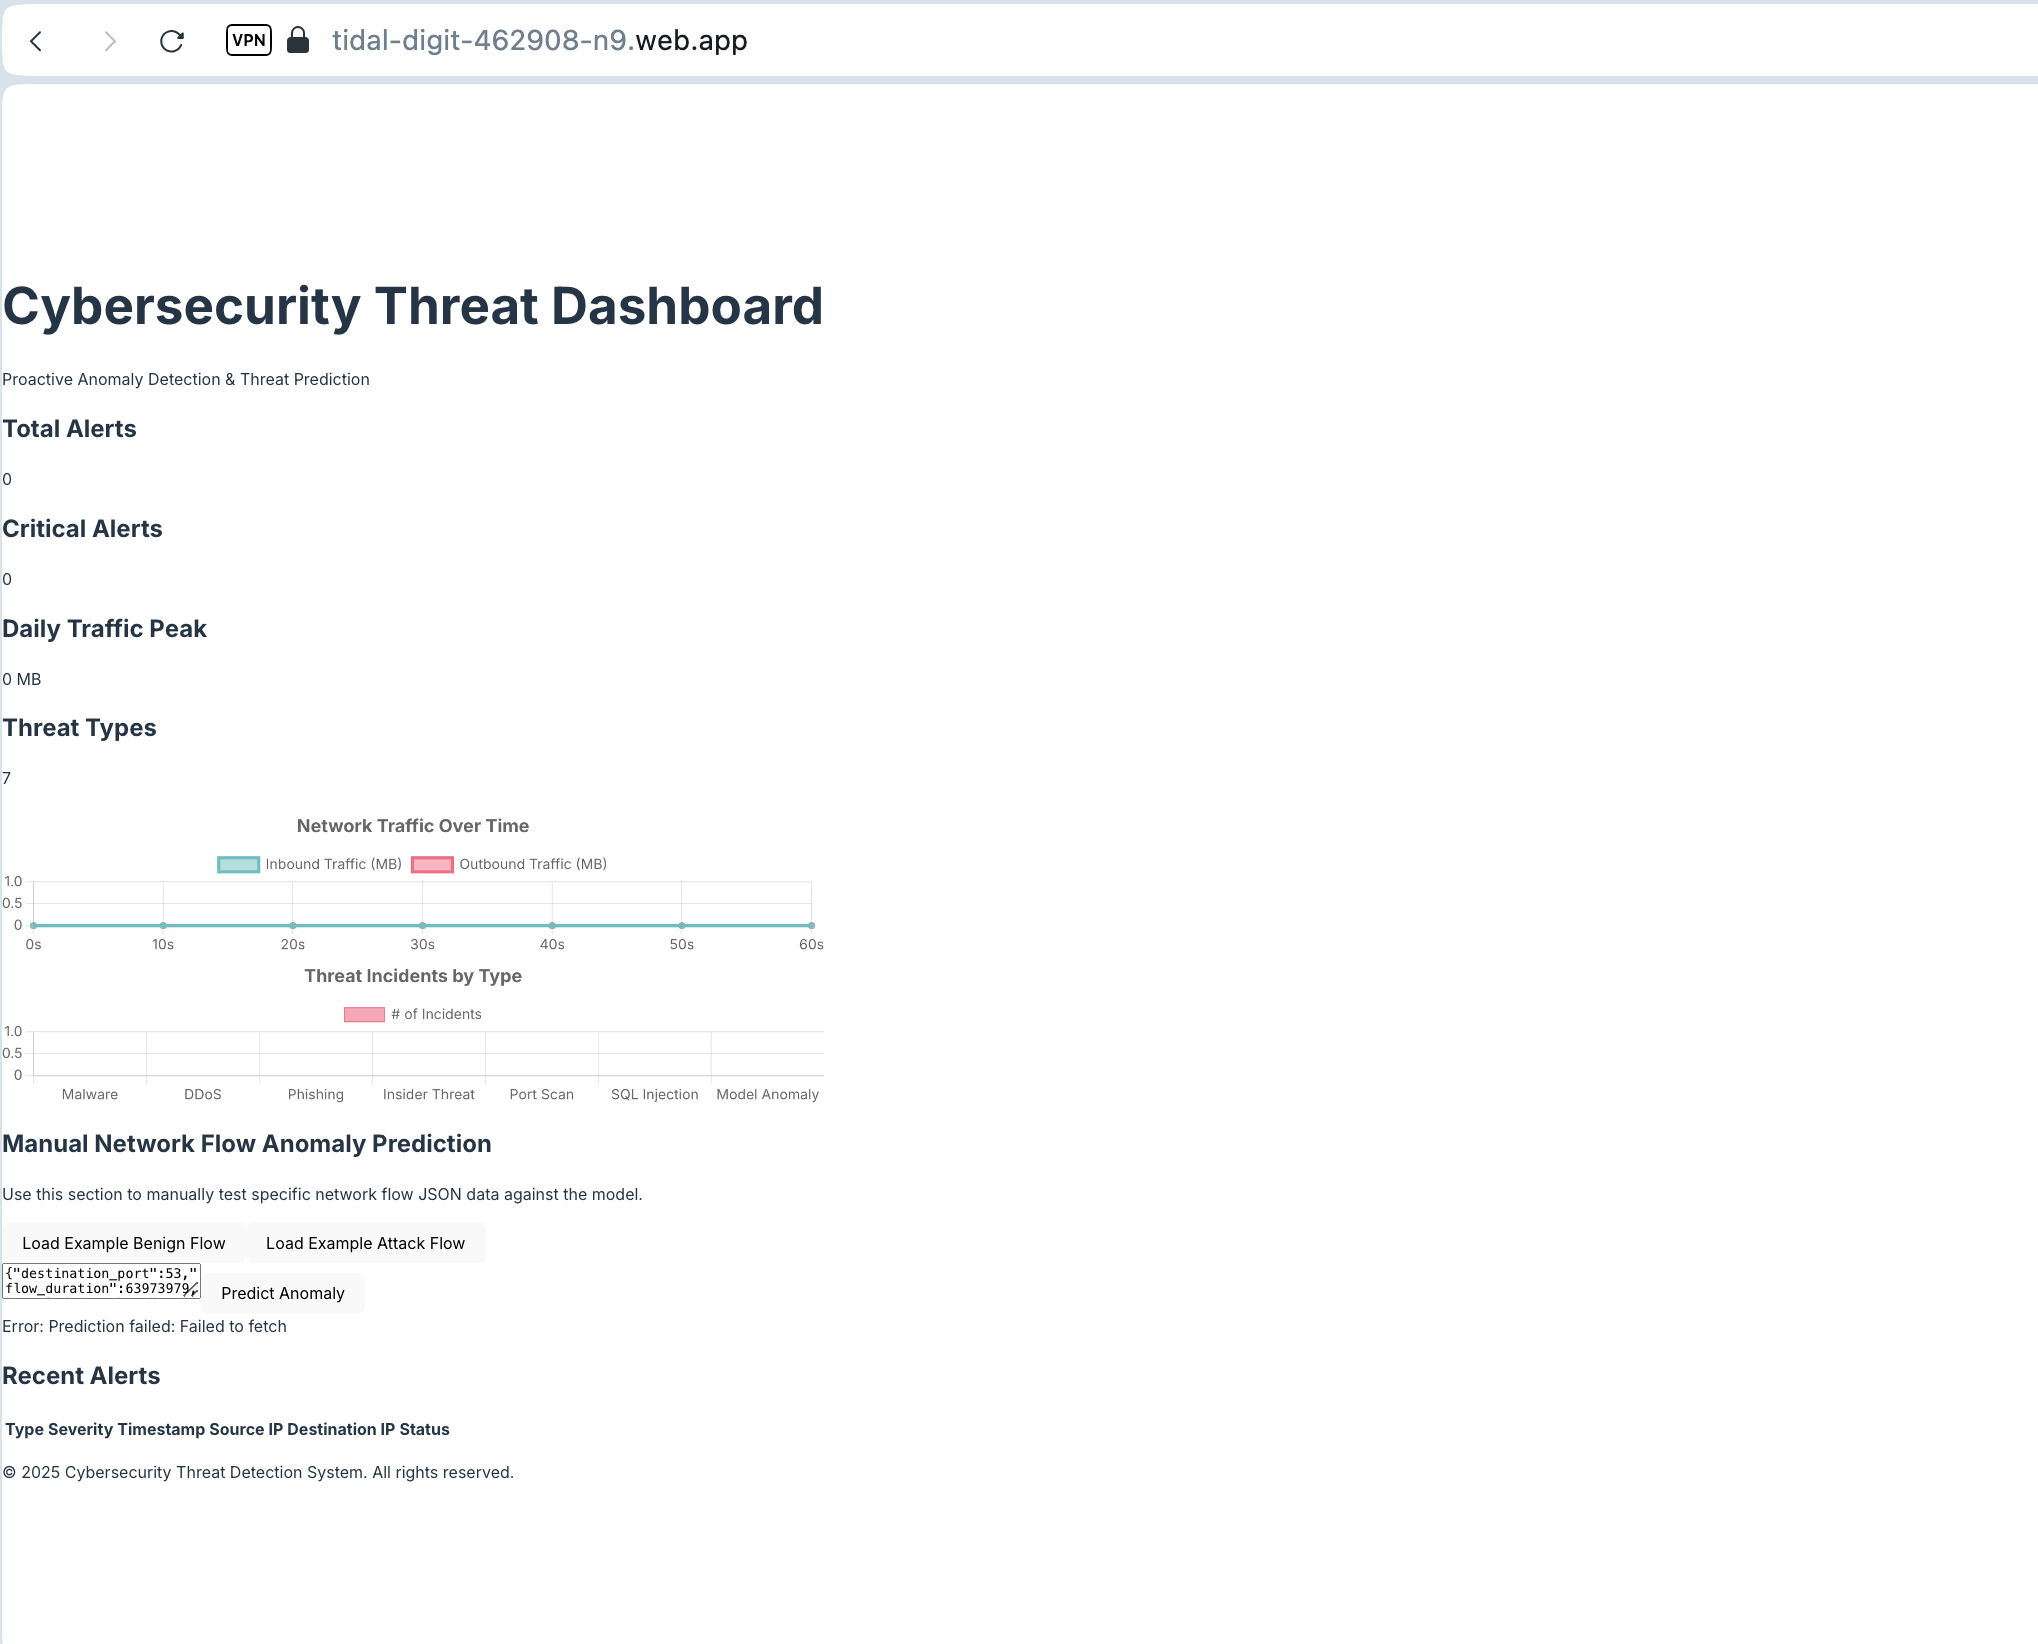 VPN tidal-digit-462908-n9.web.app
Cybersecurity Threat Dashboard
Proactive Anomaly Detection & Threat Prediction
Total Alerts
0
Critical Alerts
0
Daily Traffic Peak
0 MB
Threat Types
7
Network Traffic Over Time
Inbound Traffic (MB) Outbound Traffic (MB)
1.0
0.5
0
0s 10s 20s 30s 40s 50s 60s
Threat Incidents by Type
# of Incidents
1.0
0.5
0
Malware DDoS Phishing Insider Threat Port Scan SQL Injection Model Anomaly
Manual Network Flow Anomaly Prediction
Use this section to manually test specific network flow JSON data against the model.
Load Example Benign Flow Load Example Attack Flow
{"destination_port":53,"
flow_duration":63973979,
Predict Anomaly
Error: Prediction failed: Failed to fetch
Recent Alerts
Type Severity Timestamp Source IP Destination IP Status
© 2025 Cybersecurity Threat Detection System. All rights reserved.